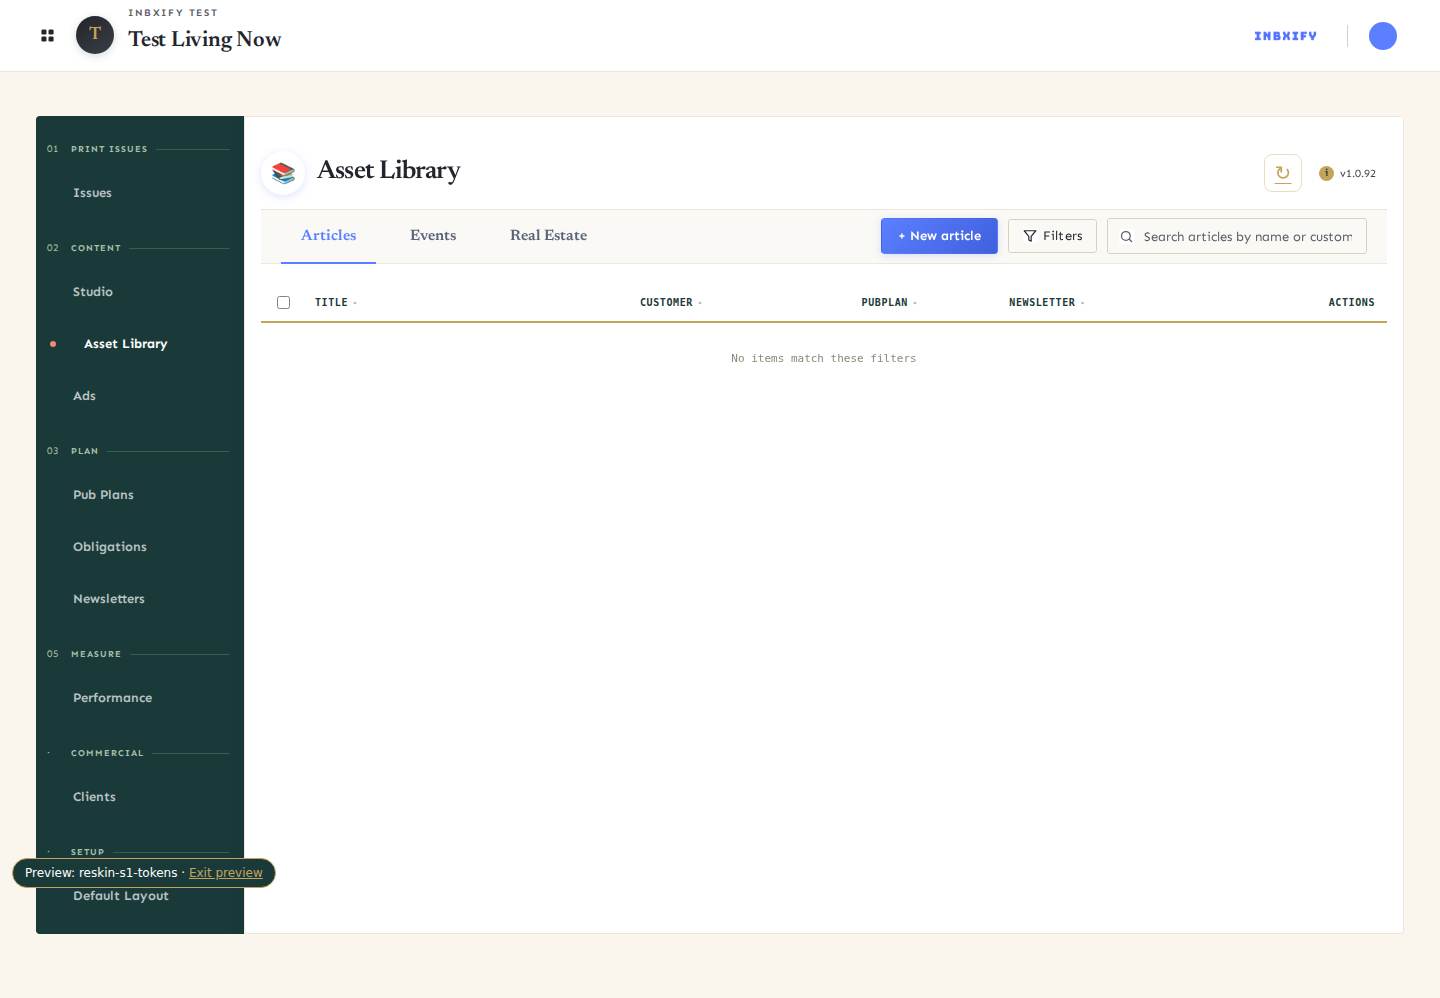 INBXIFY TEST
T
Test Living Now
INBXIFY
01 PRINT ISSUES
Issues
02 CONTENT
Studio
Asset Library
Ads
03 PLAN
Pub Plans
Obligations
Newsletters
05 MEASURE
Performance
· COMMERCIAL
Clients
· SETUP
Default Layout
Preview: reskin-s1-tokens · Exit preview
Asset Library
↻
i v1.0.92
Articles Events Real Estate
+ New article
Filters
Search articles by name or custom
TITLE - CUSTOMER - PUBPLAN - NEWSLETTER - ACTIONS
No items match these filters